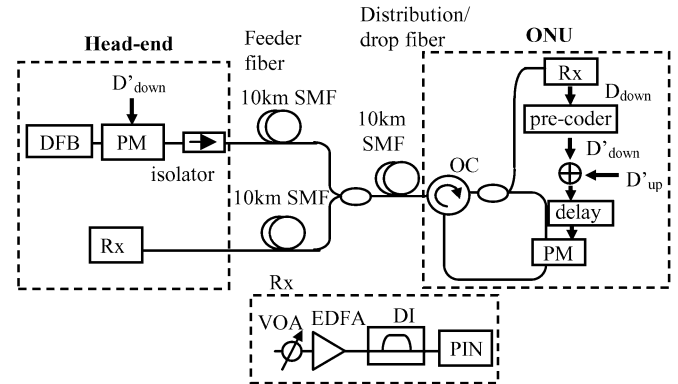 Head-end
Feeder
fiber
Distribution/
drop fiber
ONU
D'down
DFB
PM
isolator
10km SMF
10km SMF
10km
SMF
OC
Rx
Rx
Ddown
pre-coder
D'down
D'up
delay
PM
Rx
VOA
EDFA
DI
PIN